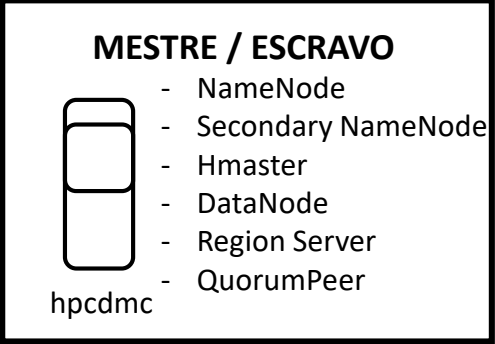 MESTRE / ESCRAVO
- NameNode
- Secondary NameNode
- Hmaster
- DataNode
- Region Server
- QuorumPeer
hpcdmc